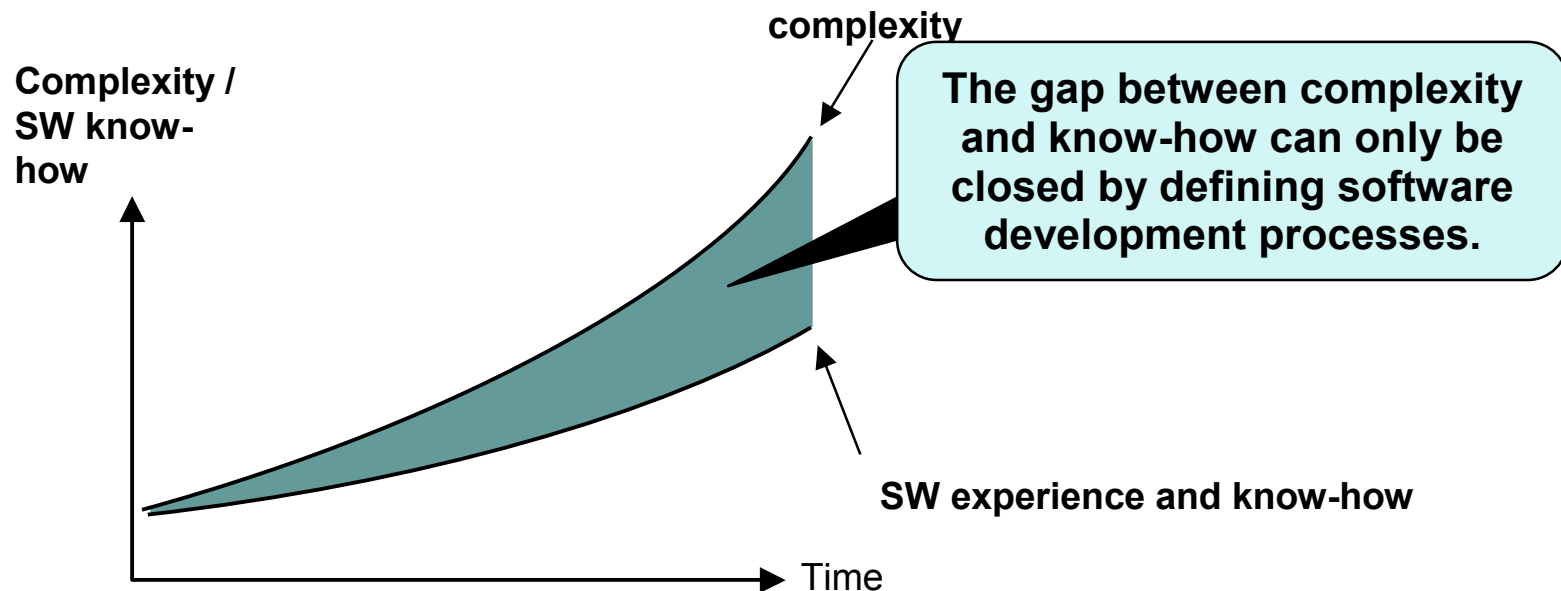 complexity
Complexity /
SW know-
how
The gap between complexity
and know-how can only be
closed by defining software
development processes.
SW experience and know-how
Time